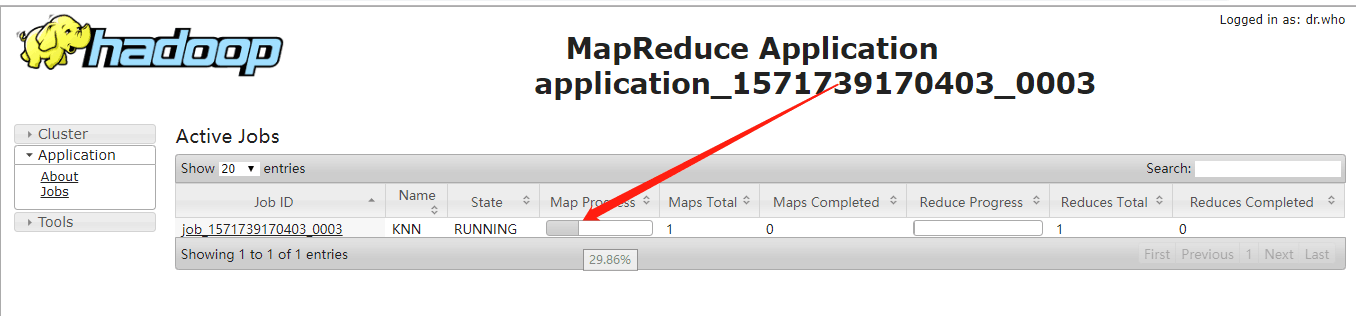 Logged in as: dr.who
hadoop
MapReduce Application
application_1571739170403_0003
Cluster
Application
About
Jobs
Tools
Active Jobs
Show 20 entries
Search:
Job ID Name State Map Progress Maps Total Maps Completed Reduce Progress Reduces Total Reduces Completed
job_1571739170403_0003 KNN RUNNING 1 0 1 0
Showing 1 to 1 of 1 entries
First Previous 1 Next Last
29.86%